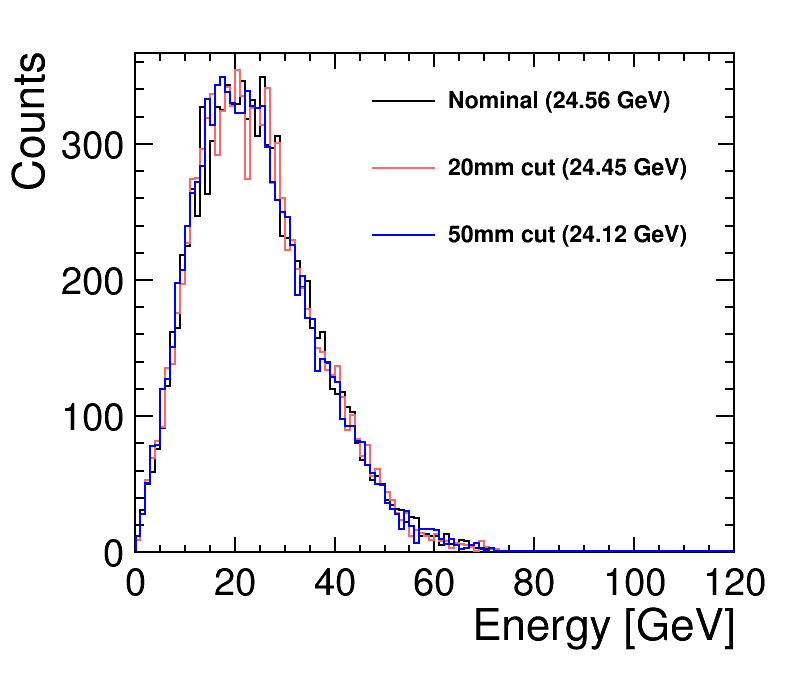 Counts
300
200
100
0
Nominal (24.56 GeV)
20mm cut (24.45 GeV)
50mm cut (24.12 GeV)
0 20 40 60 80 100 120
Energy [GeV]